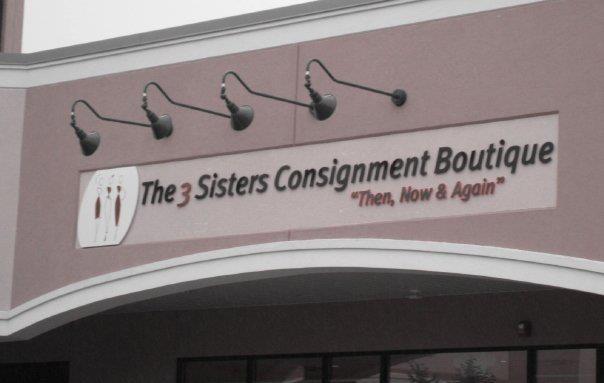 The 3 Sisters Consignment Boutique
"Then, Now & Again"